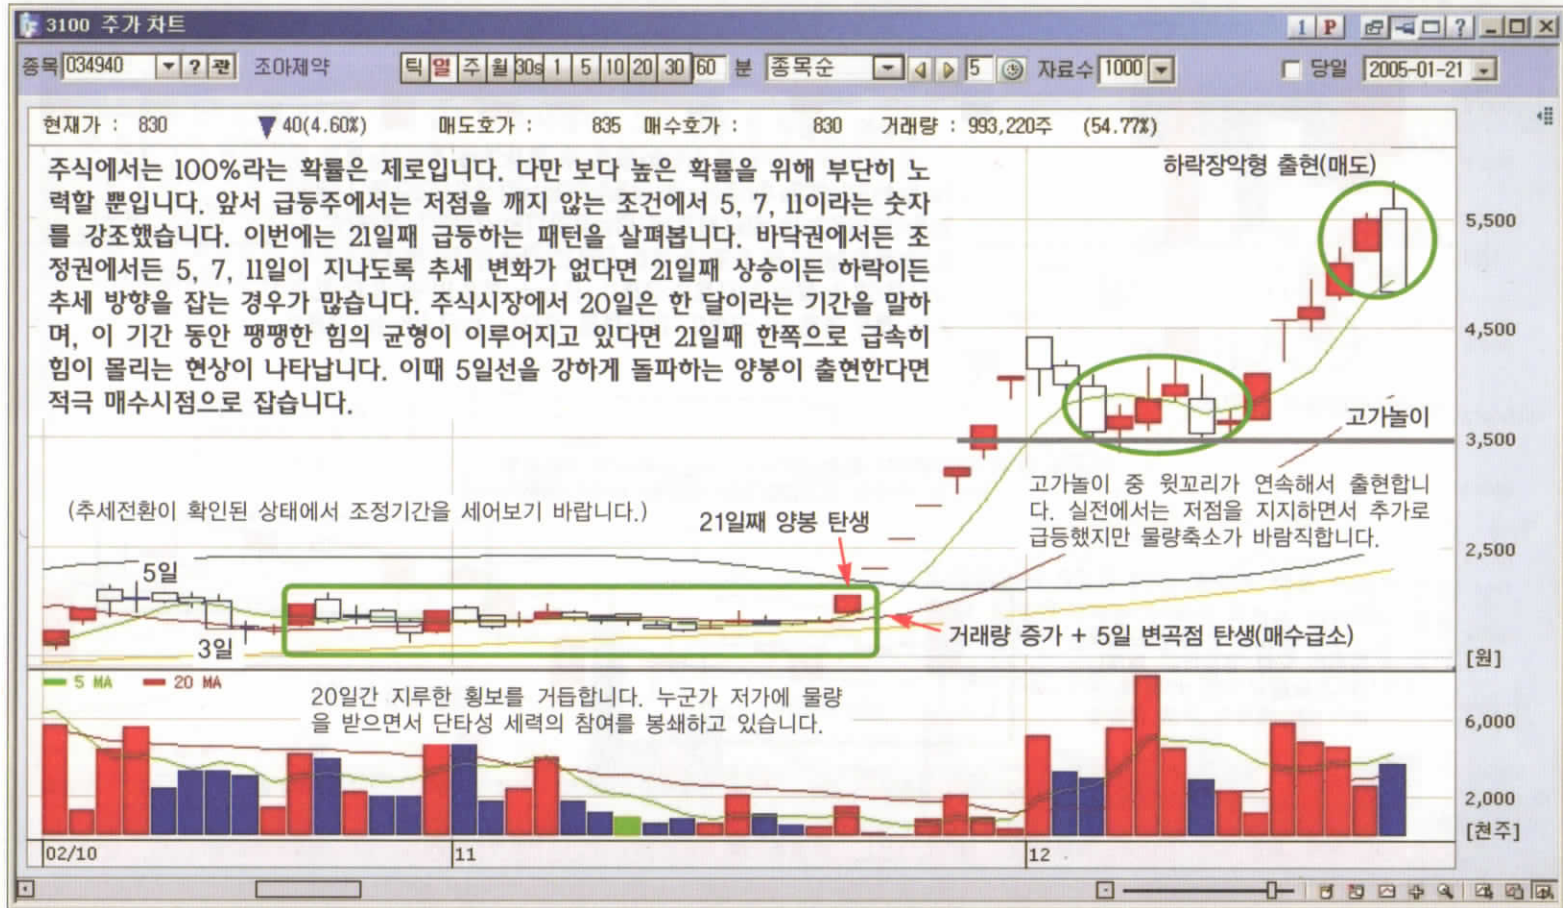 3100 주가 차트
1 P ?
종목 034940 ? 관 조아제약 틱 일 주 월 30s 1 5 10 20 30 60 분 종목순 5 자료수 1000 당일 2005-01-21
현재가 : 830 ▼ 40(4.60%) 매도호가 : 835 매수호가 : 830 거래량 : 993,220주 (54.77%)
주식에서는 100%라는 확률은 제로입니다. 다만 보다 높은 확률을 위해 부단히 노
력할 뿐입니다. 앞서 급등주에서는 저점을 깨지 않는 조건에서 5, 7, 11이라는 숫자
를 강조했습니다. 이번에는 21일째 급등하는 패턴을 살펴봅니다. 바닥권에서든 조
정권에서든 5, 7, 11일이 지나도록 추세 변화가 없다면 21일째 상승이든 하락이든
추세 방향을 잡는 경우가 많습니다. 주식시장에서 20일은 한 달이라는 기간을 말하
며, 이 기간 동안 팽팽한 힘의 균형이 이루어지고 있다면 21일째 한쪽으로 급속히
힘이 몰리는 현상이 나타납니다. 이때 5일선을 강하게 돌파하는 양봉이 출현한다면
적극 매수시점으로 잡습니다.
하락장악형 출현(매도)
5,500
4,500
고가놀이
3,500
고가놀이 중 윗꼬리가 연속해서 출현합니
다. 실전에서는 저점을 지지하면서 추가로
급등했지만 물량축소가 바람직합니다.
(추세전환이 확인된 상태에서 조정기간을 세어보기 바랍니다.)
21일째 양봉 탄생
2,500
5일
3일
거래량 증가 + 5일 변곡점 탄생(매수급소)
[원]
5 MA 20 MA
20일간 지루한 횡보를 거듭합니다. 누군가 저가에 물량
을 받으면서 단타성 세력의 참여를 봉쇄하고 있습니다.
6,000
2,000
[천주]
02/10 11 12